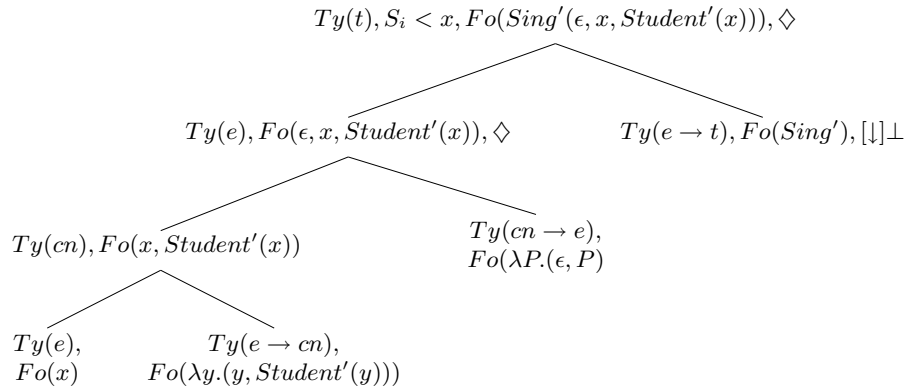 Ty(t), S_i < x, Fo(Sing′(ϵ, x, Student′(x))), ♢
Ty(e), Fo(ϵ, x, Student′(x)), ♢ Ty(e → t), Fo(Sing′), [↓]⊥
Ty(cn), Fo(x, Student′(x)) Ty(cn → e),
Fo(λP.(ϵ, P)
Ty(e), Ty(e → cn),
Fo(x) Fo(λy.(y, Student′(y)))